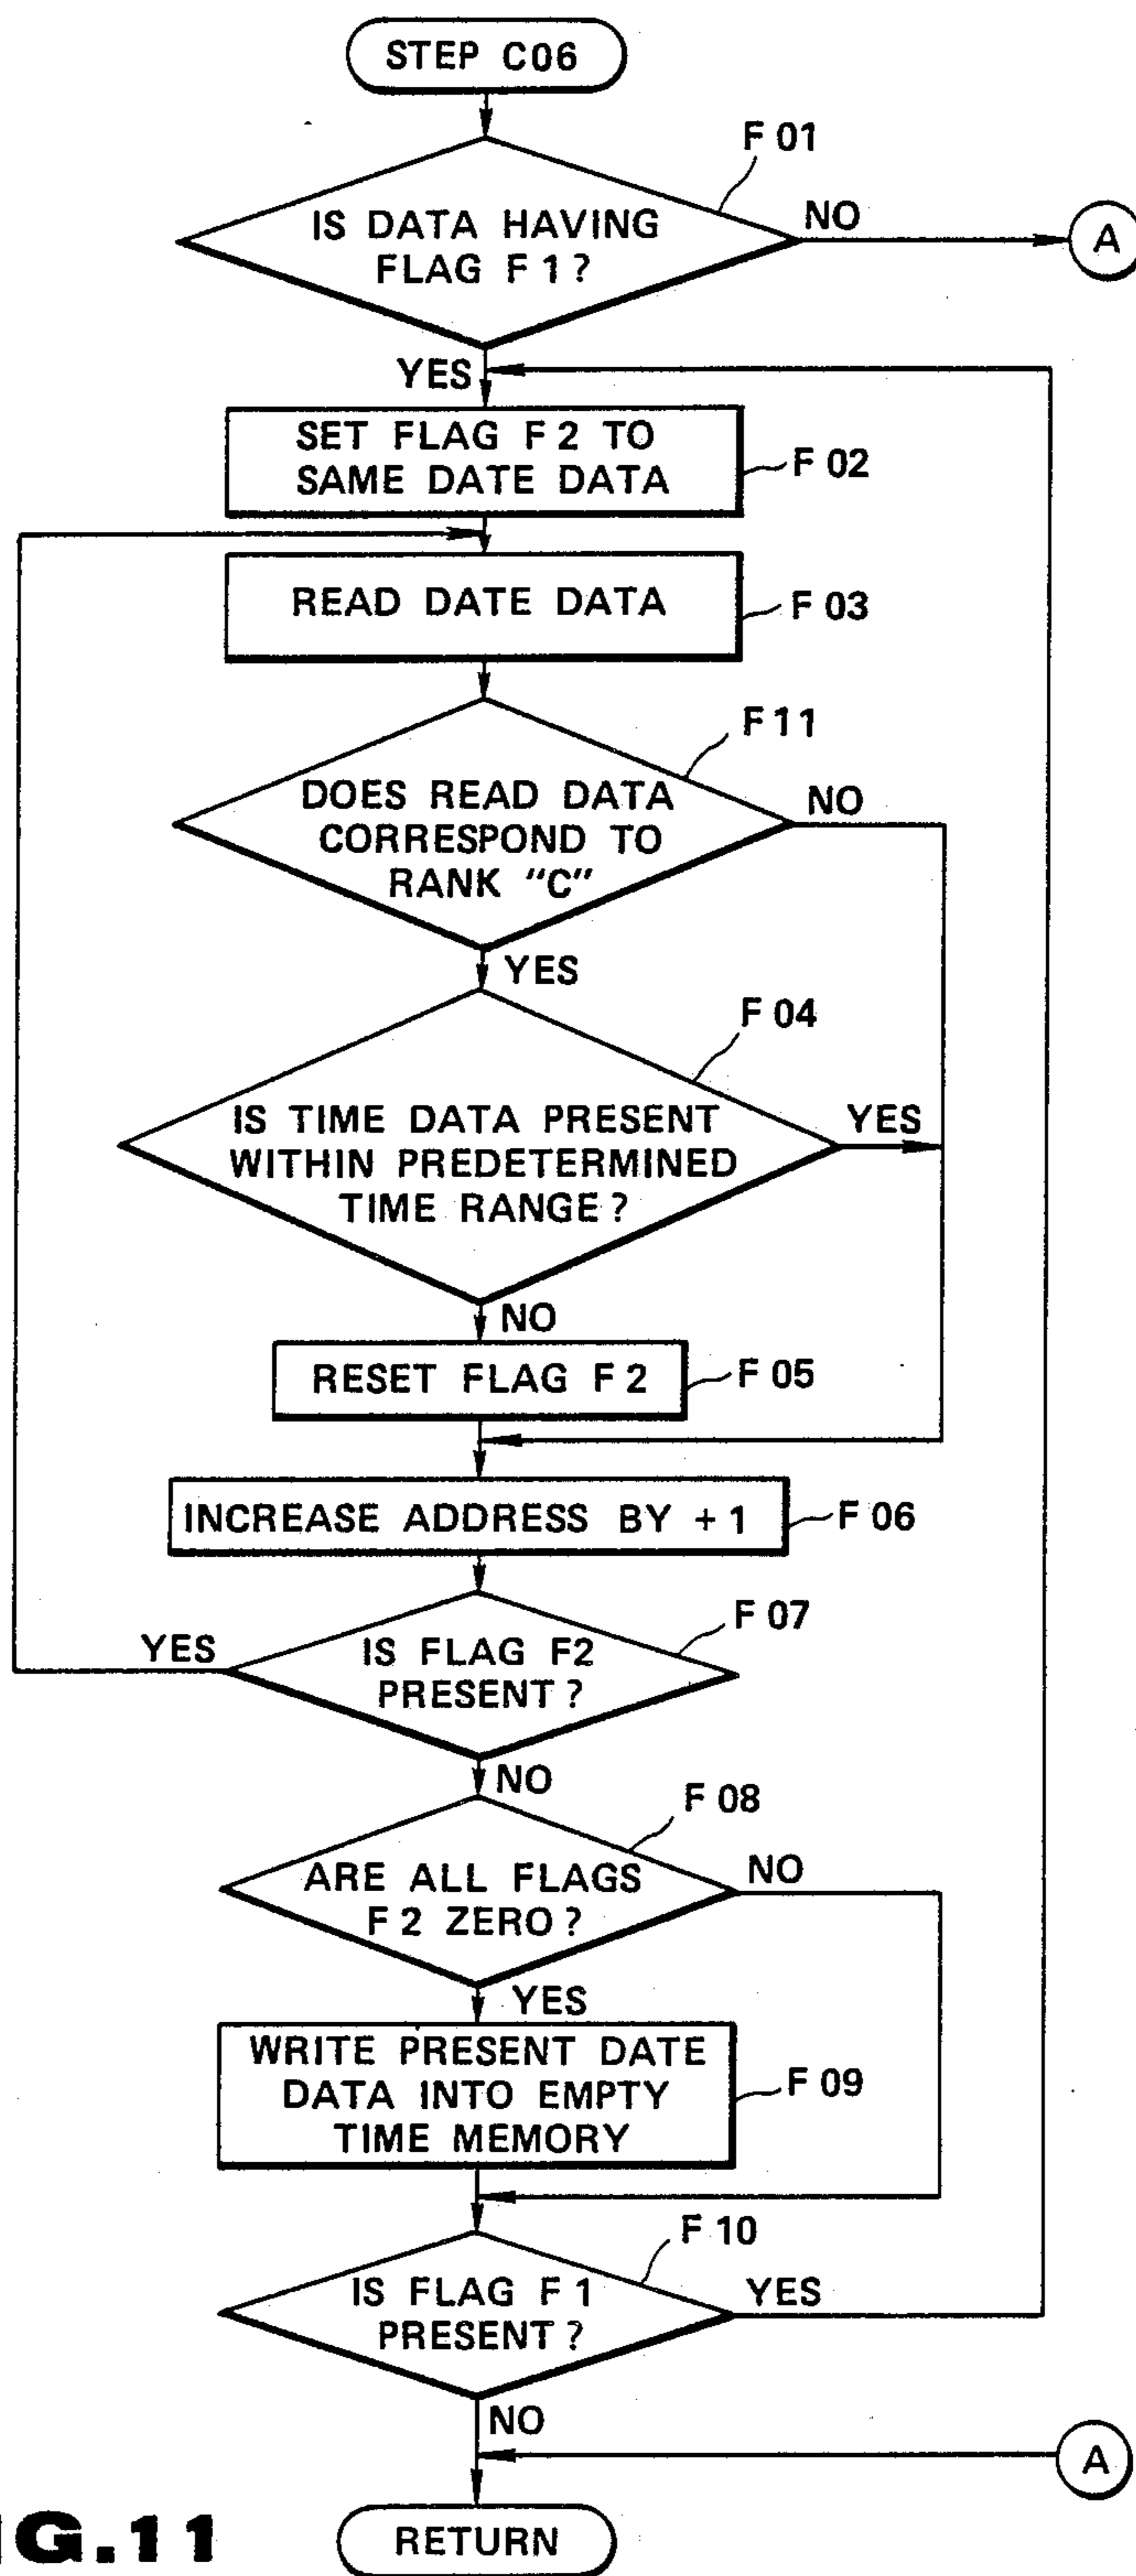 STEP C06
F 01
IS DATA HAVING
FLAG F 1?
NO
A
YES
SET FLAG F 2 TO
SAME DATE DATA
F 02
READ DATE DATA
F 03
F 11
DOES READ DATA
CORRESPOND TO
RANK "C"
NO
YES
F 04
IS TIME DATA PRESENT
WITHIN PREDETERMINED
TIME RANGE?
YES
NO
RESET FLAG F 2
F 05
INCREASE ADDRESS BY +1
F 06
F 07
YES
IS FLAG F2
PRESENT?
NO
F 08
ARE ALL FLAGS
F 2 ZERO?
NO
YES
WRITE PRESENT DATE
DATA INTO EMPTY
TIME MEMORY
F 09
F 10
IS FLAG F 1
PRESENT?
YES
NO
A
RETURN
IG.11